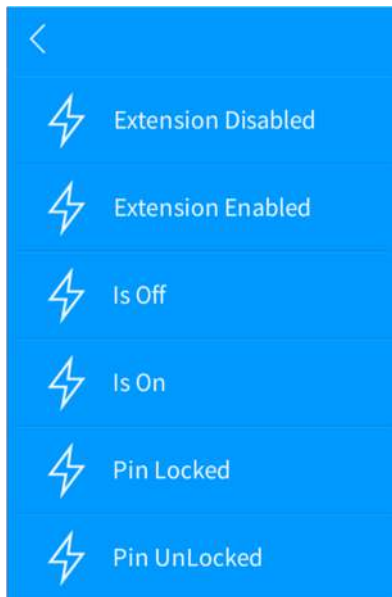 Extension Disabled
Extension Enabled
Is Off
Is On
Pin Locked
Pin UnLocked